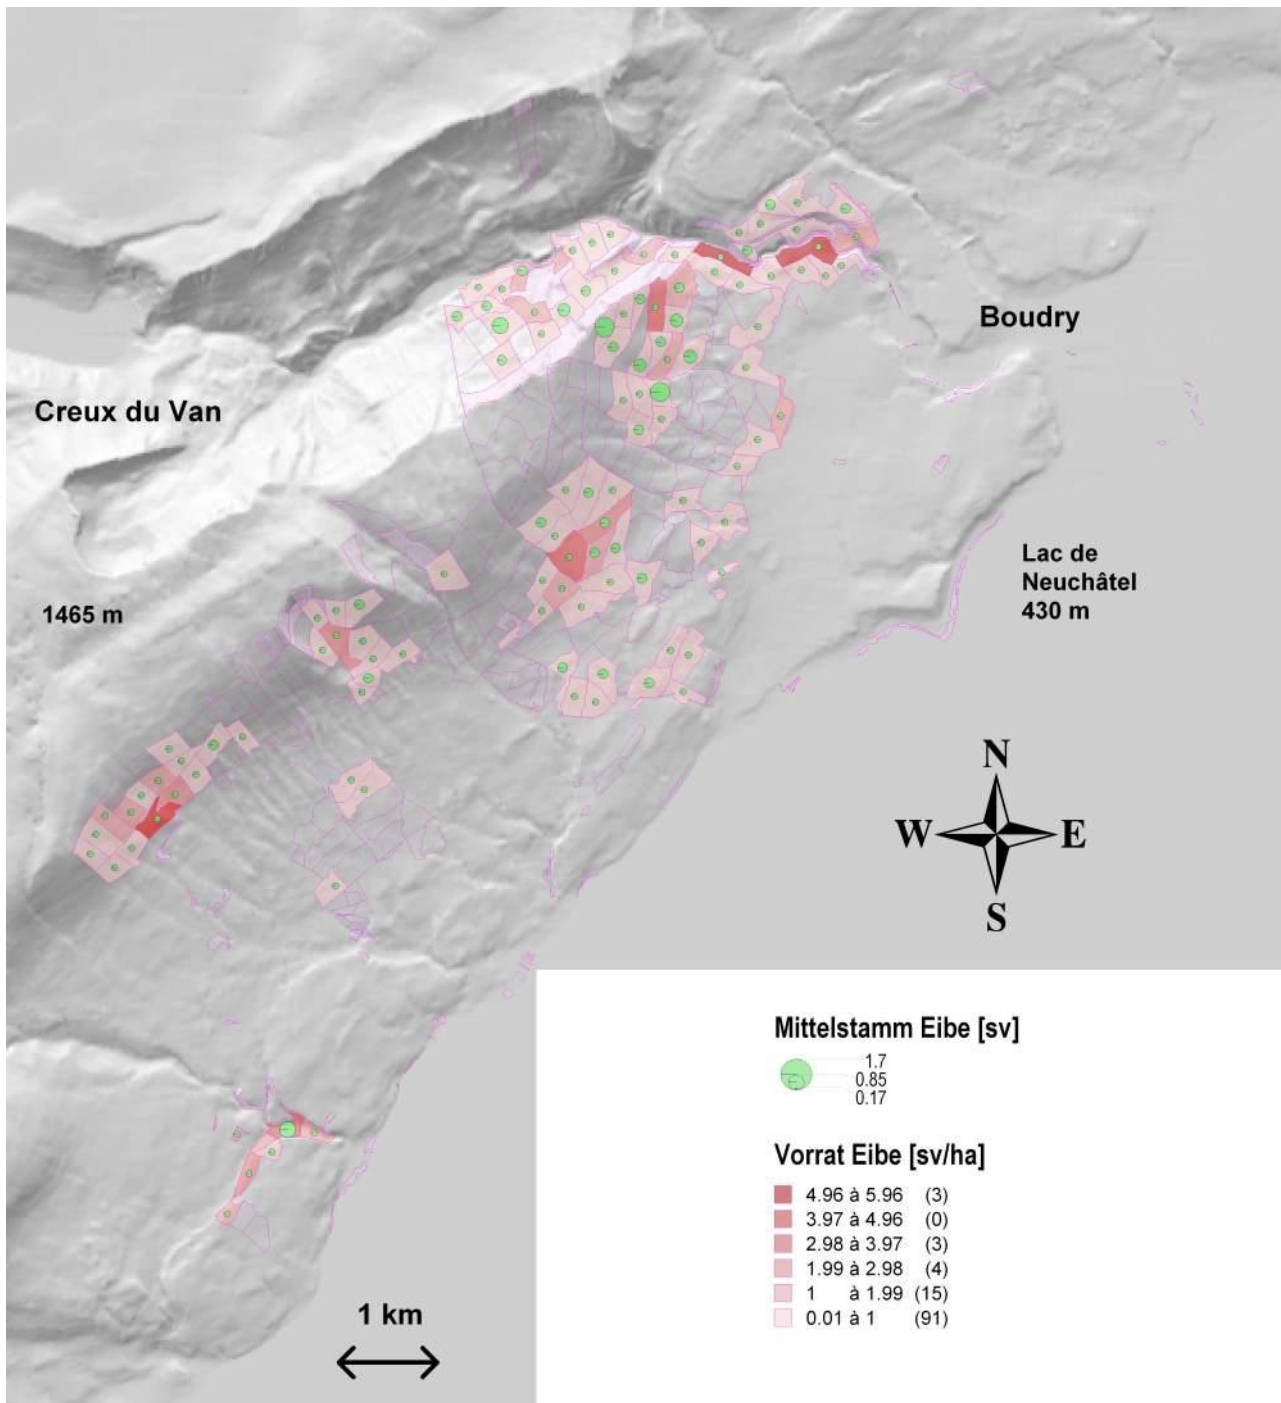 Boudry
Creux du Van
Lac de
Neuchâtel
430 m
1465 m
N
W E
S
Mittelstamm Eibe [sv]
1.7
0.85
0.17
Vorrat Eibe [sv/ha]
4.96 à 5.96 (3)
3.97 à 4.96 (0)
2.98 à 3.97 (3)
1.99 à 2.98 (4)
1 à 1.99 (15)
0.01 à 1 (91)
1 km